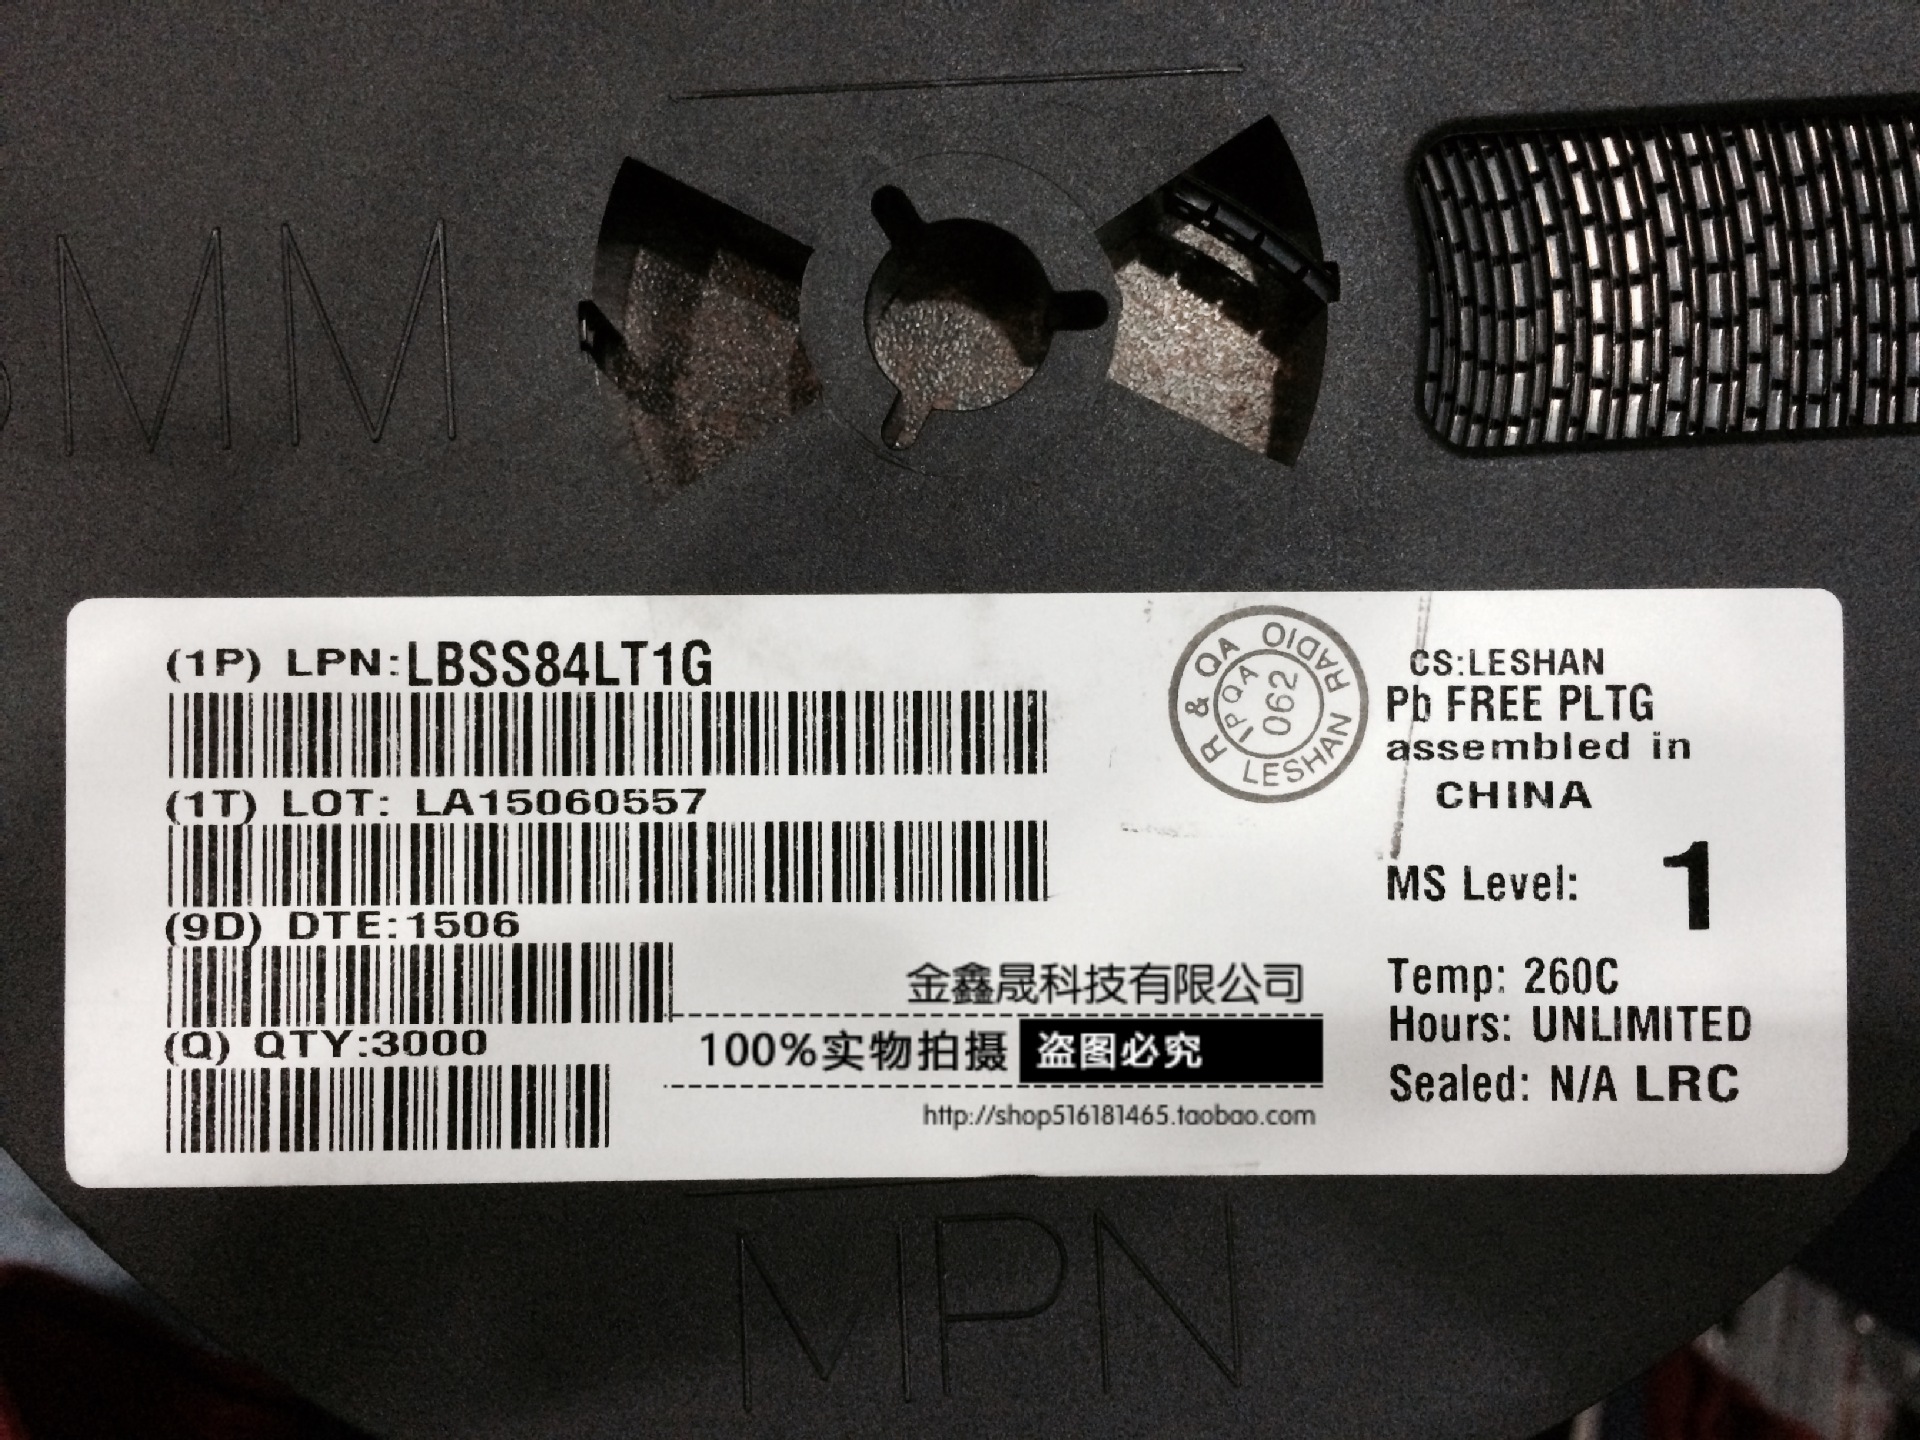 MM
(1P) LPN:LBSS84LT1G
(1T) LOT: LA15060557
(9D) DTE:1506
(Q) QTY:3000
R & QA LESHAN RADIO
IPQA
062
CS:LESHAN
Pb FREE PLTG
assembled in
CHINA
MS Level: 1
Temp: 260C
Hours: UNLIMITED
Sealed: N/A LRC
金鑫晟科技有限公司
100%实物拍摄 盗图必究
http://shop516181465.taobao.com
MPN